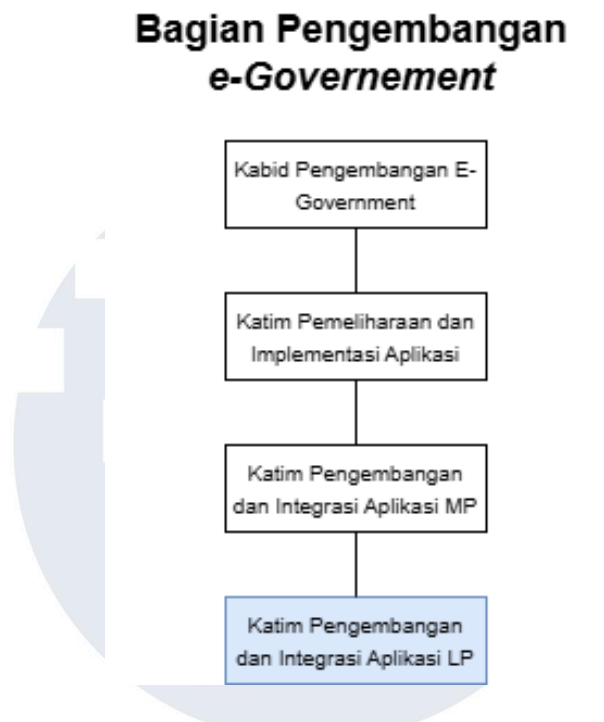 Bagian Pengembangan
e-Governement
Kabid Pengembangan E-
Government
Katim Pemeliharaan dan
Implementasi Aplikasi
Katim Pengembangan
dan Integrasi Aplikasi MP
Katim Pengembangan
dan Integrasi Aplikasi LP